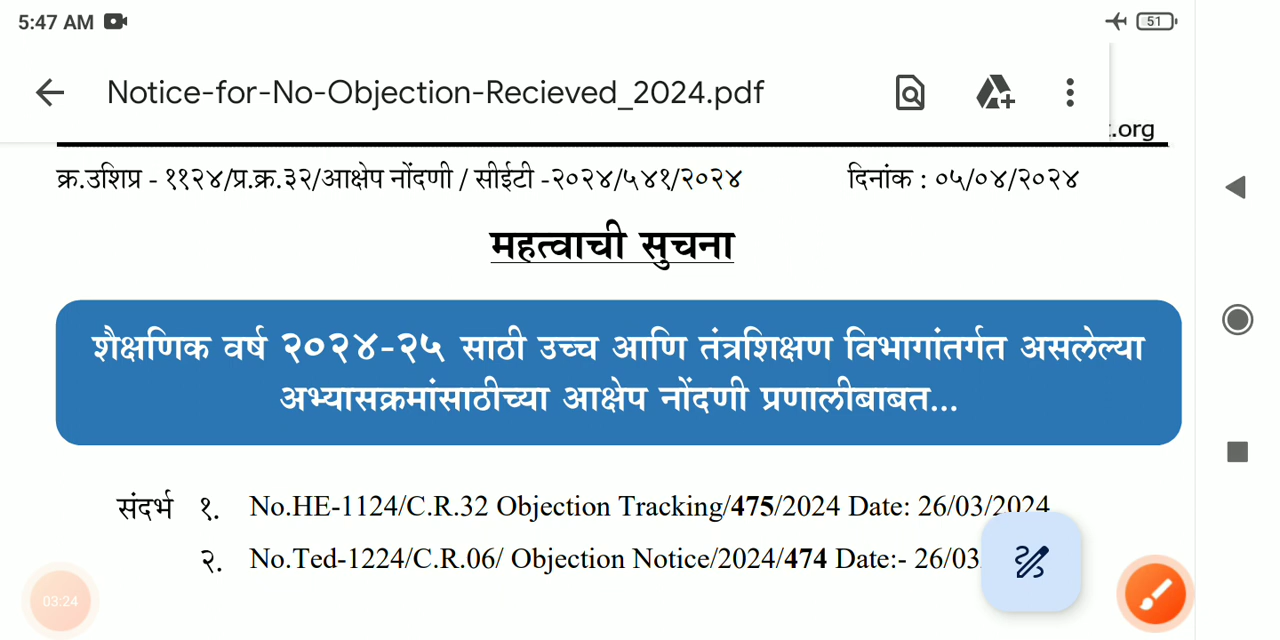 5:47 AM
51
Notice-for-No-Objection-Recieved_2024.pdf
.org
क्र.उशिप्र - ११२४/प्र.क्र.३२/आक्षेप नोंदणी / सीईटी -२०२४/५४१/२०२४ दिनांक : ०५/०४/२०२४
महत्वाची सुचना
शैक्षणिक वर्ष २०२४-२५ साठी उच्च आणि तंत्रशिक्षण विभागांतर्गत असलेल्या
अभ्यासक्रमांसाठीच्या आक्षेप नोंदणी प्रणालीबाबत...
संदर्भ १. No.HE-1124/C.R.32 Objection Tracking/475/2024 Date: 26/03/2024
२. No.Ted-1224/C.R.06/ Objection Notice/2024/474 Date:- 26/03
03:24